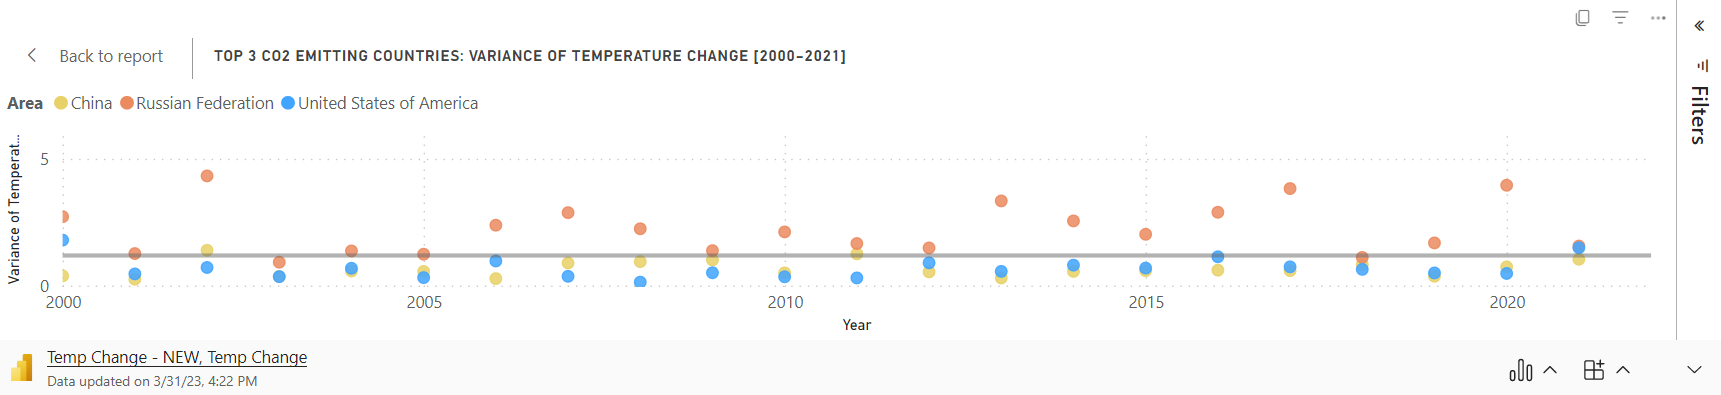 Back to report
TOP 3 CO2 EMITTING COUNTRIES: VARIANCE OF TEMPERATURE CHANGE [2000-2021]
Area China Russian Federation United States of America
Variance of Temperat...
5
0
2000 2005 2010 2015 2020
Year
Filters
Temp Change - NEW, Temp Change
Data updated on 3/31/23, 4:22 PM